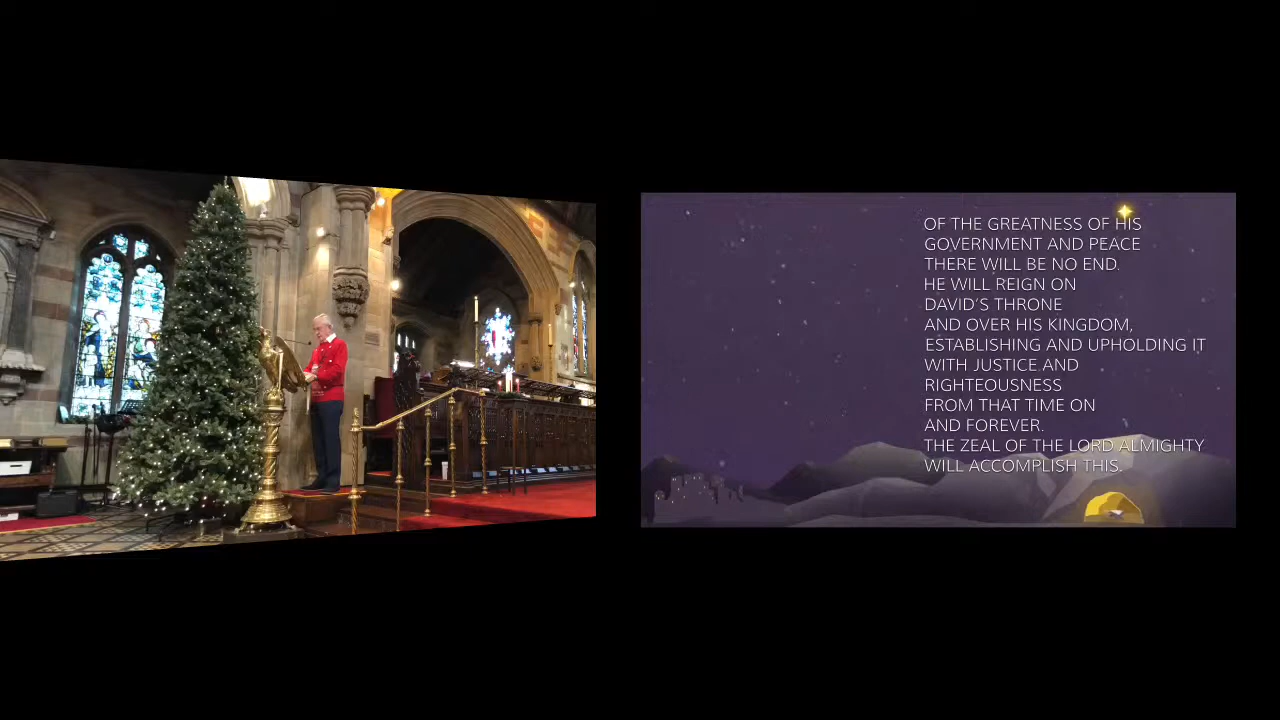 OF THE GREATNESS OF HIS
GOVERNMENT AND PEACE
THERE WILL BE NO END.
HE WILL REIGN ON
DAVID'S THRONE
AND OVER HIS KINGDOM,
ESTABLISHING AND UPHOLDING IT
WITH JUSTICE AND
RIGHTEOUSNESS
FROM THAT TIME ON
AND FOREVER.
THE ZEAL OF THE LORD ALMIGHTY
WILL ACCOMPLISH THIS.